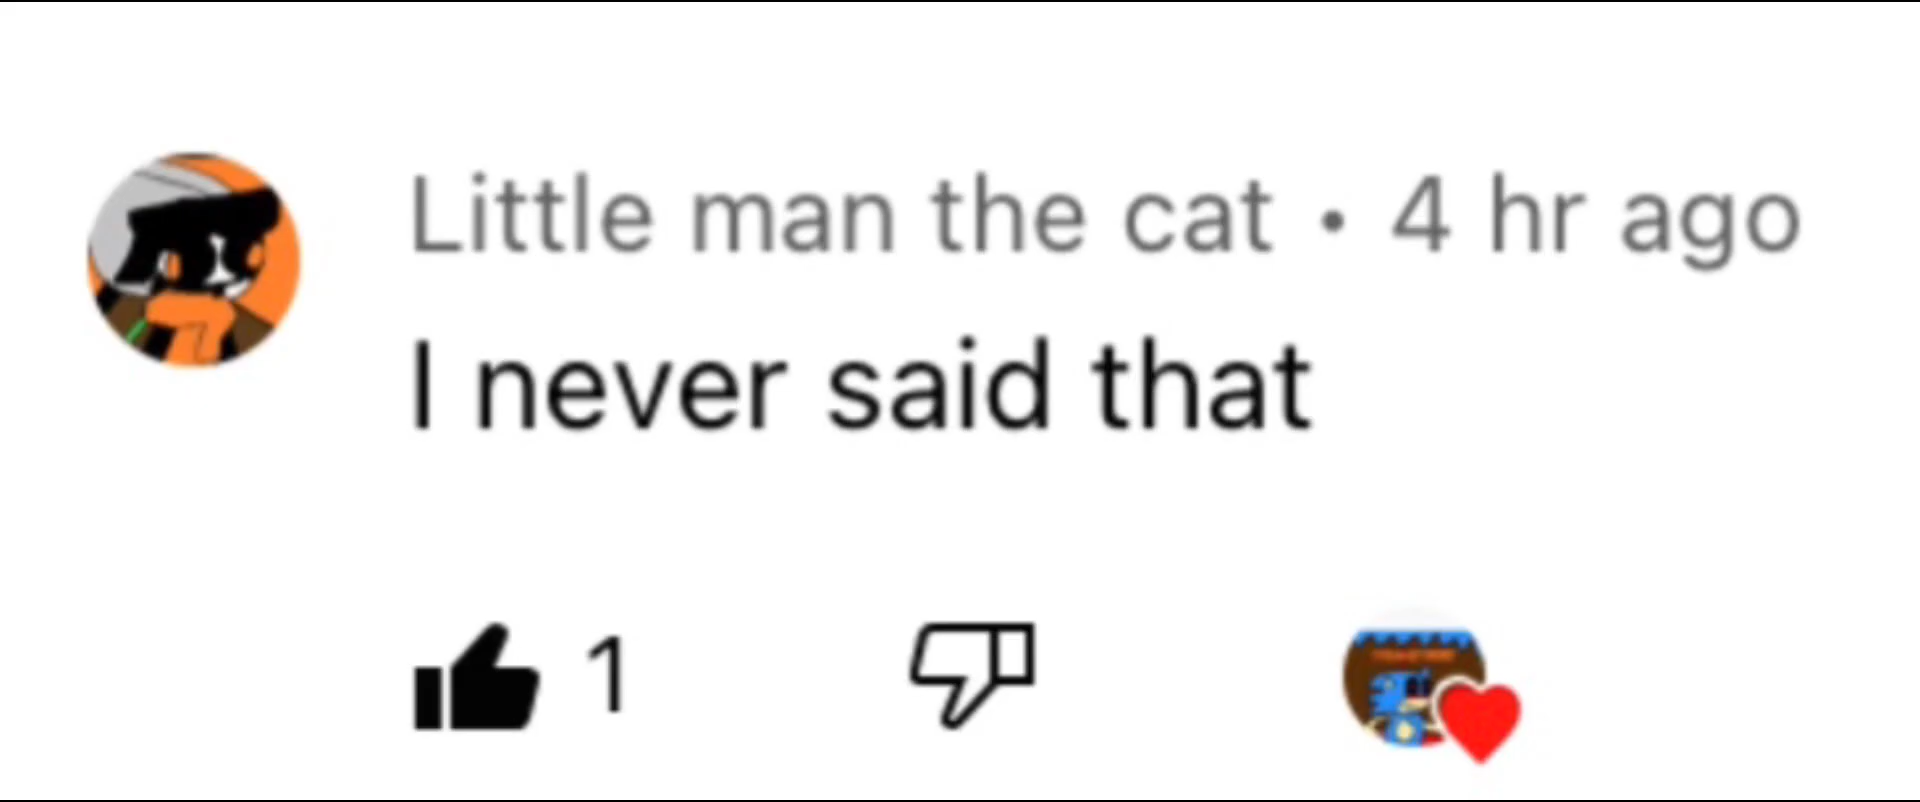 Little man the cat • 4 hr ago
I never said that
1